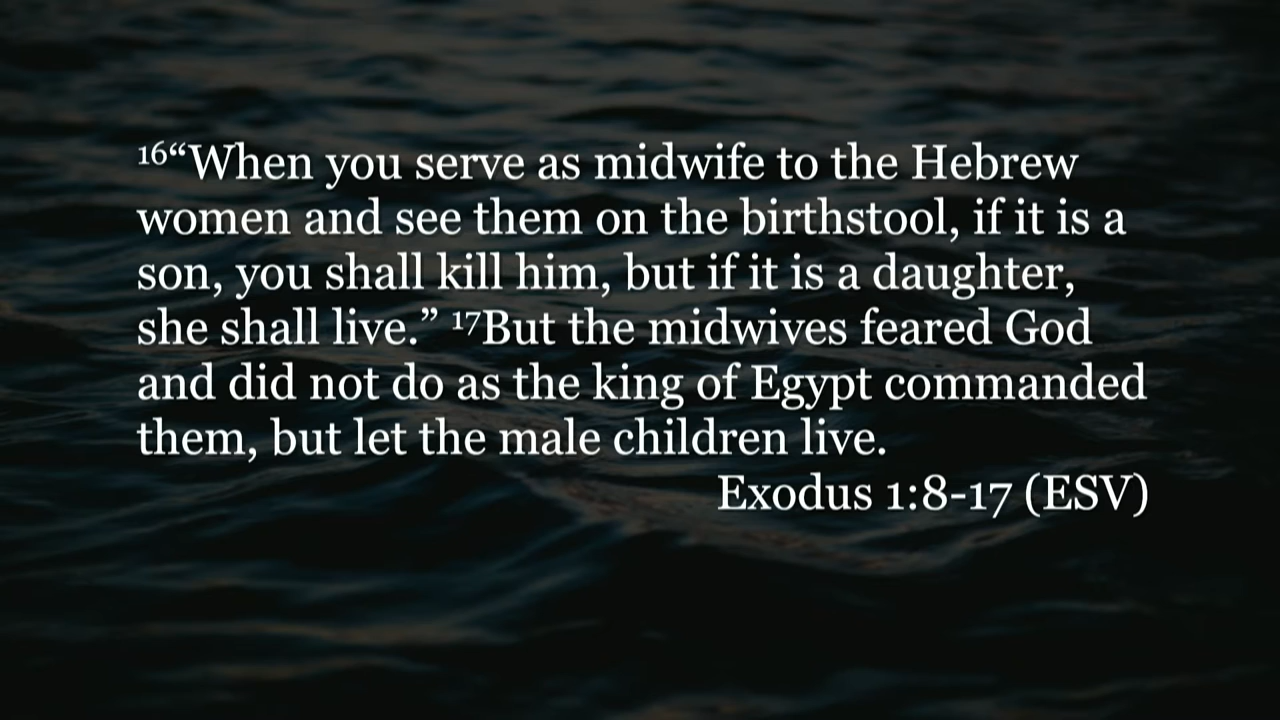 ¹⁶“When you serve as midwife to the Hebrew
women and see them on the birthstool, if it is a
son, you shall kill him, but if it is a daughter,
she shall live.” ¹⁷But the midwives feared God
and did not do as the king of Egypt commanded
them, but let the male children live.
Exodus 1:8-17 (ESV)